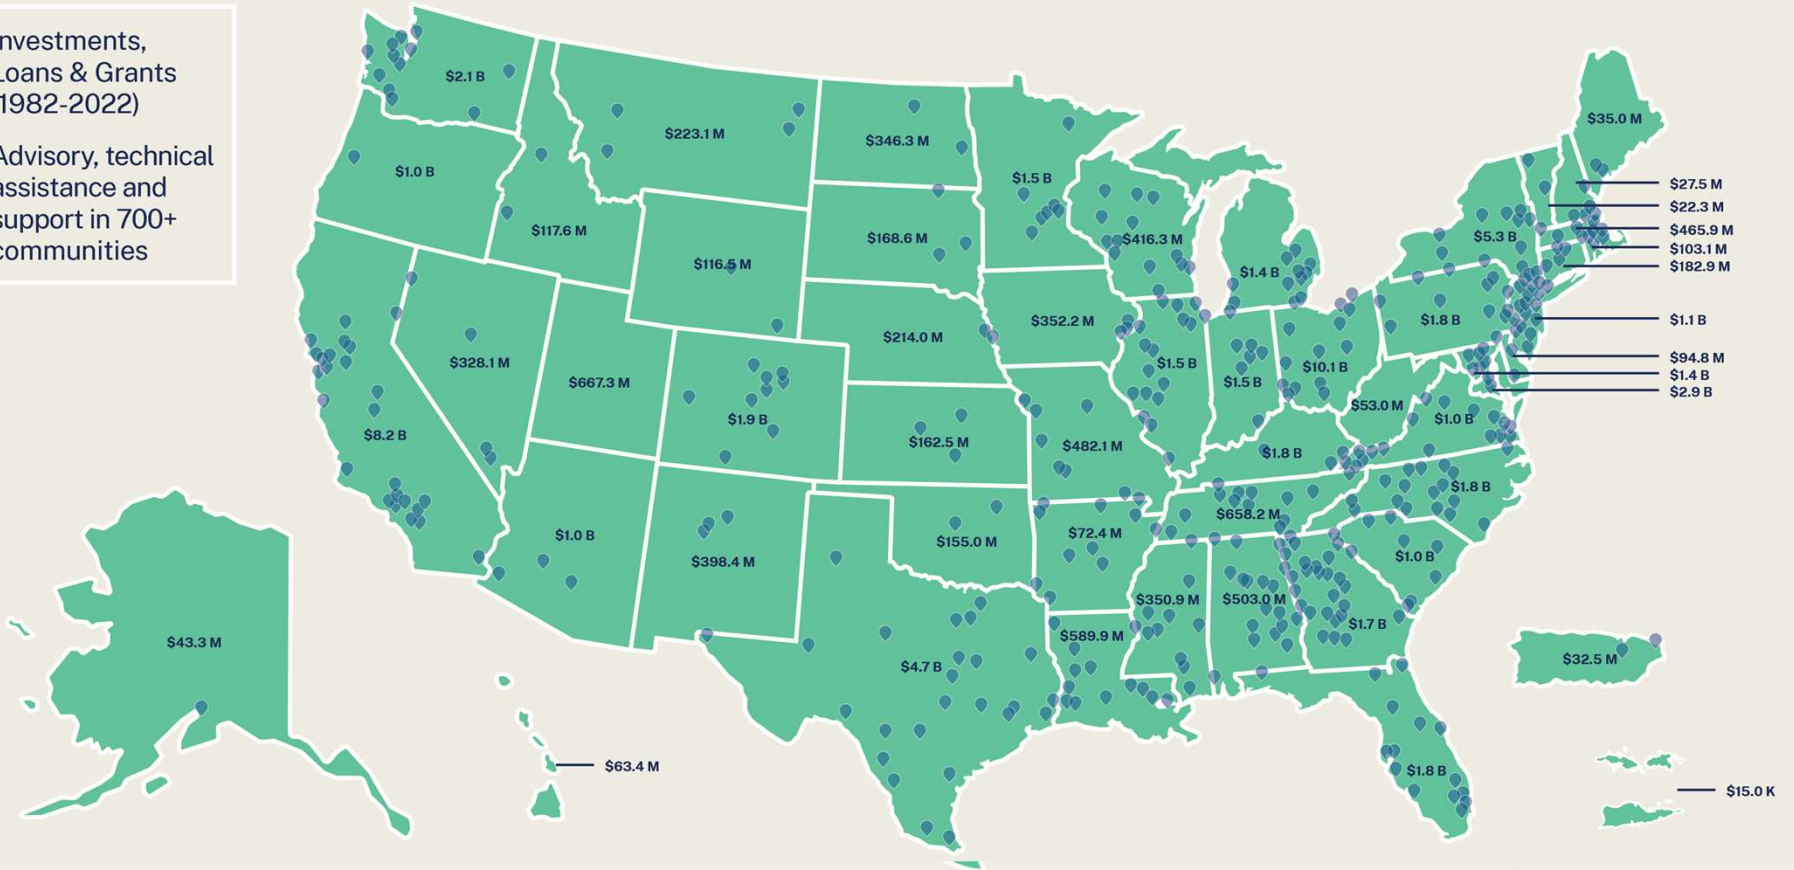 nvestments,
Loans & Grants
1982-2022)
Advisory, technical
assistance and
support in 700+
communities
$2.1 B
$1.0 B
$223.1 M
$117.6 M
$346.3 M
$168.6 M
$116.5 M
$1.5 B
$416.3 M
$1.4 B
$35.0 M
$27.5 M
$22.3 M
$465.9 M
$103.1 M
$182.9 M
$5.3 B
$1.8 B
$1.1 B
$94.8 M
$1.4 B
$2.9 B
$214.0 M
$352.2 M
$328.1 M
$667.3 M
$1.9 B
$8.2 B
$162.5 M
$482.1 M
$1.5 B
$1.5 B
$10.1 B
$53.0 M
$1.0 B
$1.8 B
$1.8 B
$658.2 M
$1.0 B
$1.0 B
$398.4 M
$155.0 M
$72.4 M
$350.9 M
$503.0 M
$1.7 B
$589.9 M
$4.7 B
$1.8 B
$43.3 M
$63.4 M
$32.5 M
$15.0 K